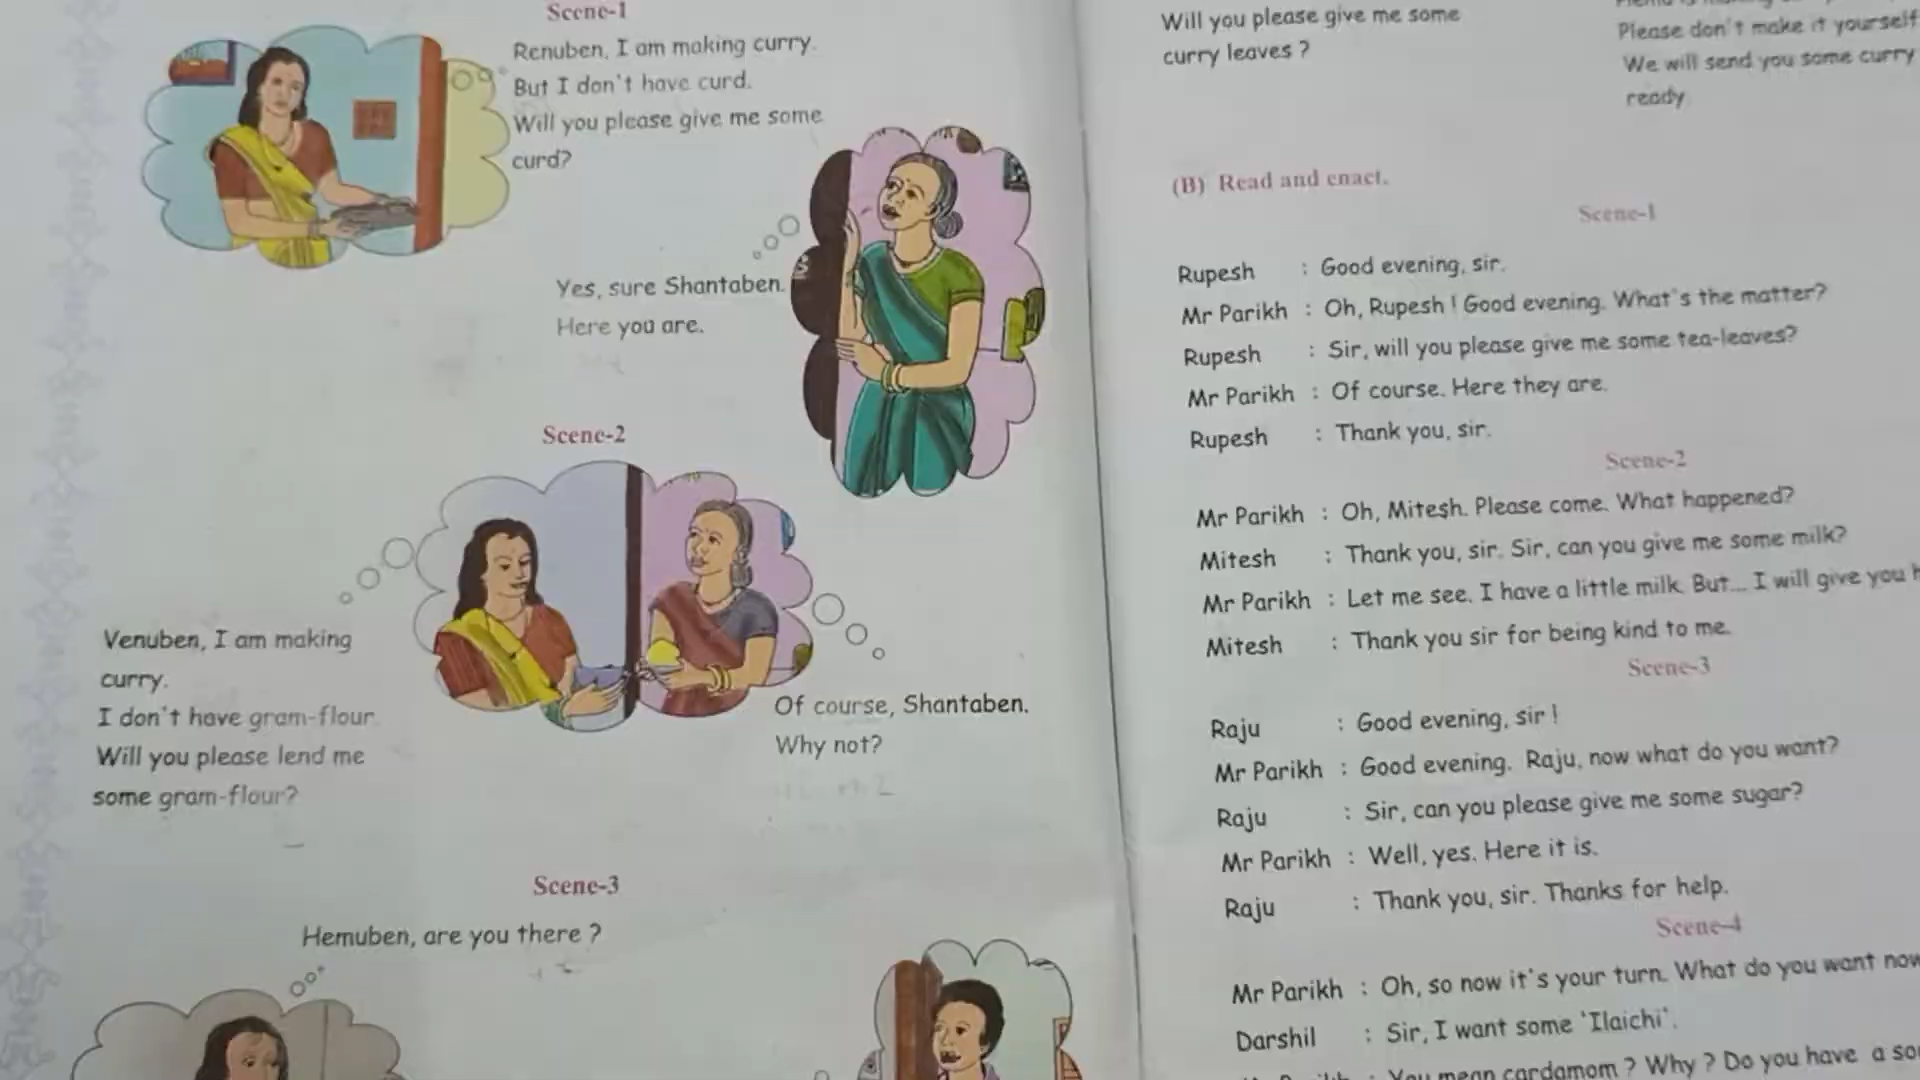 Scene-1
Renuben, I am making curry.
But I don't have curd.
Will you please give me some
curd?
Yes, sure Shantaben.
Here you are.
Scene-2
Venuben, I am making
curry.
I don't have gram-flour.
Will you please lend me
some gram-flour?
Of course, Shantaben.
Why not?
Scene-3
Hemuben, are you there ?
Will you please give me some
curry leaves ?
Please don't make it yourself
We will send you some curry
ready.
(B) Read and enact.
Scene-1
Rupesh : Good evening, sir.
Mr Parikh : Oh, Rupesh ! Good evening. What's the matter?
Rupesh : Sir, will you please give me some tea-leaves?
Mr Parikh : Of course. Here they are.
Rupesh : Thank you, sir.
Scene-2
Mr Parikh : Oh, Mitesh. Please come. What happened?
Mitesh : Thank you, sir. Sir, can you give me some milk?
Mr Parikh : Let me see. I have a little milk. But... I will give you
Mitesh : Thank you sir for being kind to me.
Scene-3
Raju : Good evening, sir !
Mr Parikh : Good evening. Raju, now what do you want?
Raju : Sir, can you please give me some sugar?
Mr Parikh : Well, yes. Here it is.
Raju : Thank you, sir. Thanks for help.
Scene-4
Mr Parikh : Oh, so now it's your turn. What do you want now
Darshil : Sir, I want some 'Ilaichi'.
: You mean cardamom ? Why ? Do you have a